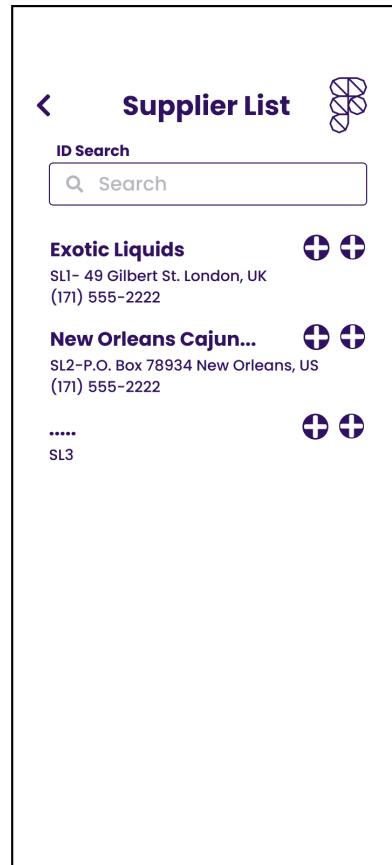 Supplier List
ID Search
Search
Exotic Liquids
SL1- 49 Gilbert St. London, UK
(171) 555-2222
New Orleans Cajun...
SL2-P.O. Box 78934 New Orleans, US
(171) 555-2222
.....
SL3